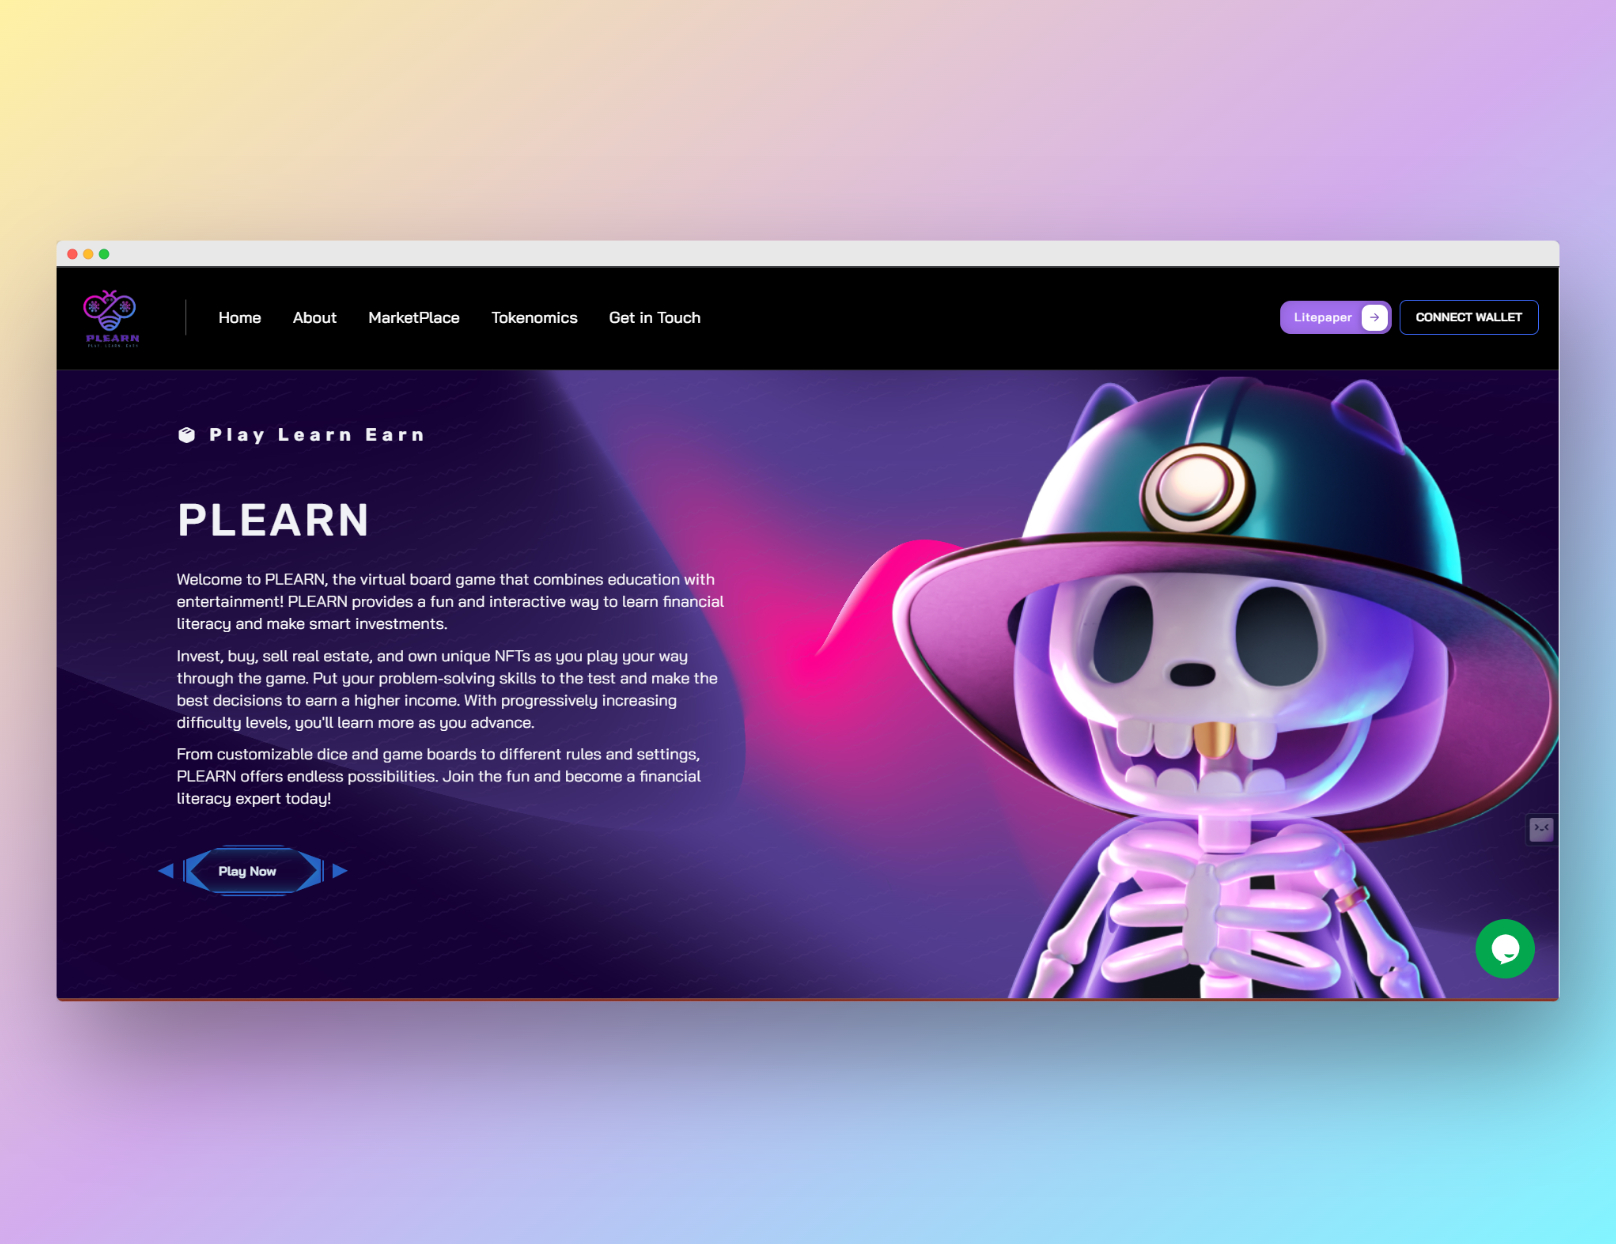 PLEARN
PLAY LEARN EARN
Home
About
MarketPlace
Tokenomics
Get in Touch
Litepaper
CONNECT WALLET
Play Learn Earn
PLEARN
Welcome to PLEARN, the virtual board game that combines education with
entertainment! PLEARN provides a fun and interactive way to learn financial
literacy and make smart investments.
Invest, buy, sell real estate, and own unique NFTs as you play your way
through the game. Put your problem-solving skills to the test and make the
best decisions to earn a higher income. With progressively increasing
difficulty levels, you'll learn more as you advance.
From customizable dice and game boards to different rules and settings,
PLEARN offers endless possibilities. Join the fun and become a financial
literacy expert today!
Play Now